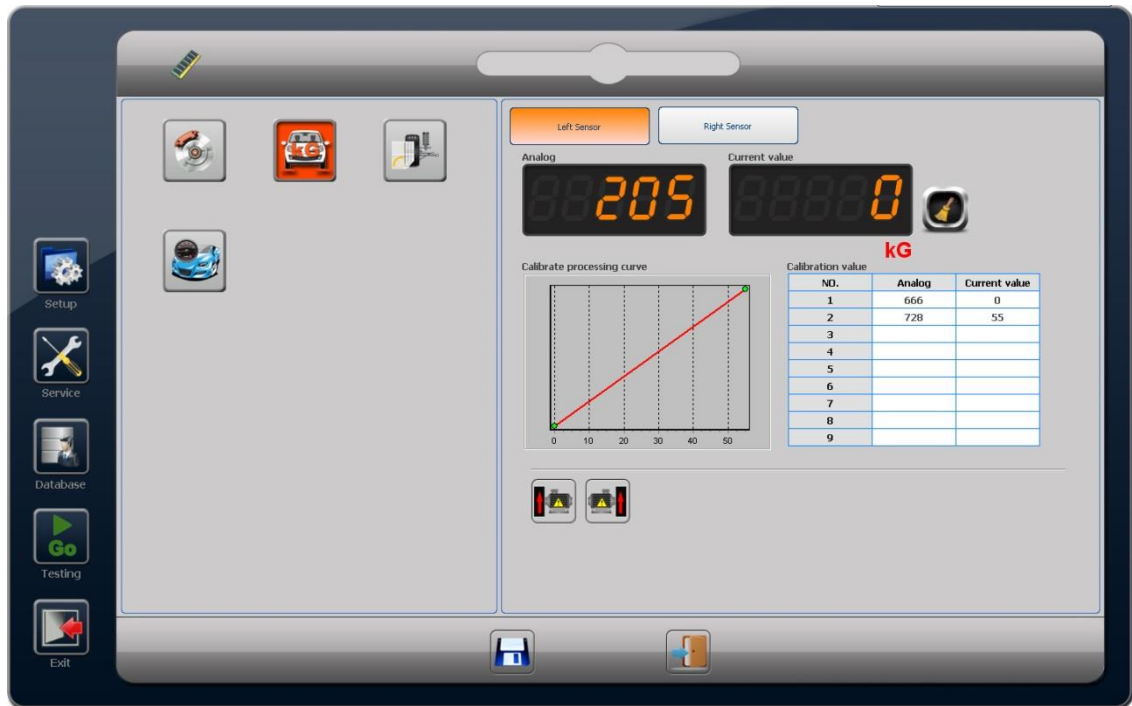 Left Sensor
Right Sensor
Analog
Current value
205
0
kG
kG
Calibrate processing curve
0 10 20 30 40 50
Calibration value
NO. Analog Current value
1 666 0
2 728 55
3
4
5
6
7
8
9
Setup
Service
Database
Go
Testing
Exit